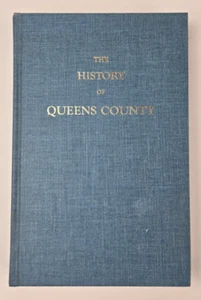 THE
HISTORY
OF
QUEENS COUNTY